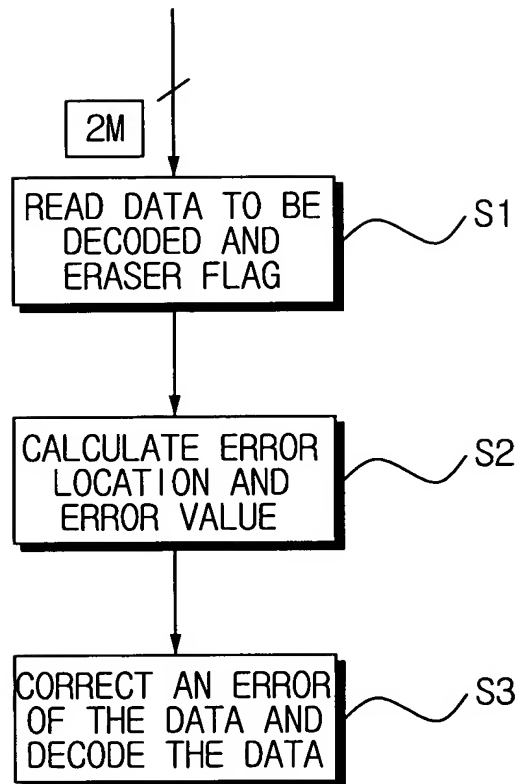 2M
READ DATA TO BE
DECODED AND
ERASER FLAG
S1
CALCULATE ERROR
LOCATION AND
ERROR VALUE
S2
CORRECT AN ERROR
OF THE DATA AND
DECODE THE DATA
S3